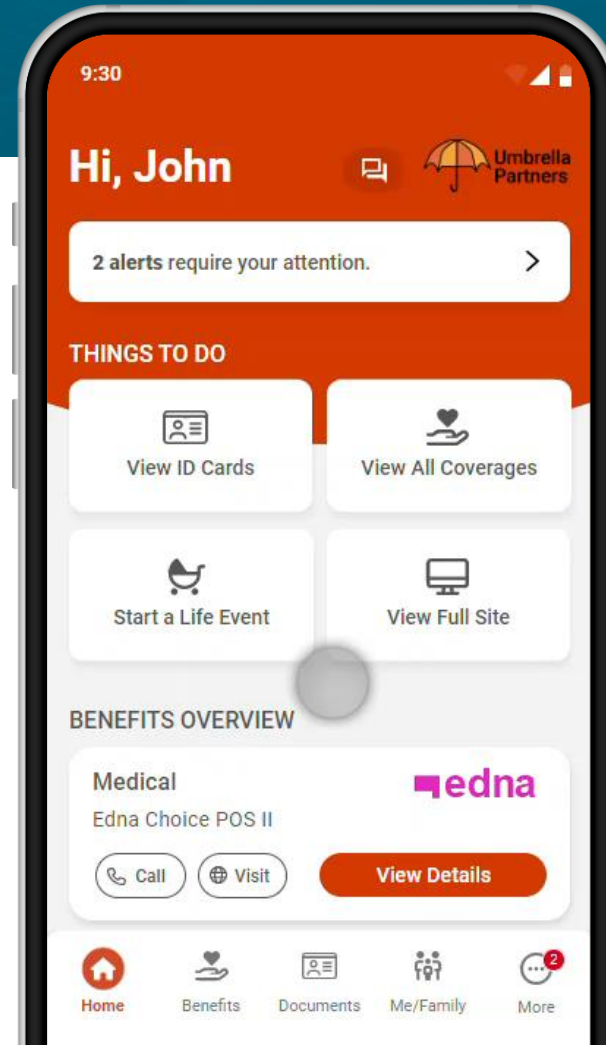 9:30
Hi, John
Umbrella
Partners
2 alerts require your attention.
THINGS TO DO
View ID Cards
View All Coverages
Start a Life Event
View Full Site
BENEFITS OVERVIEW
Medical
edna
Edna Choice POS II
Call
Visit
View Details
2
Home
Benefits
Documents
Me/Family
More